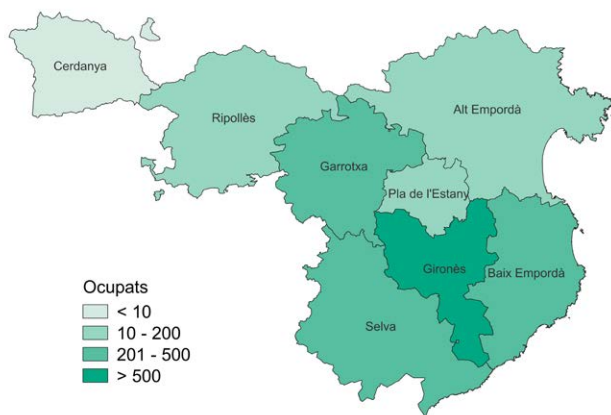 Cerdanya
Ripollès
Alt Empordà
Garrotxa
Pla de l'Estany
Gironès
Baix Empordà
Selva
Ocupats
< 10
10 - 200
201 - 500
> 500